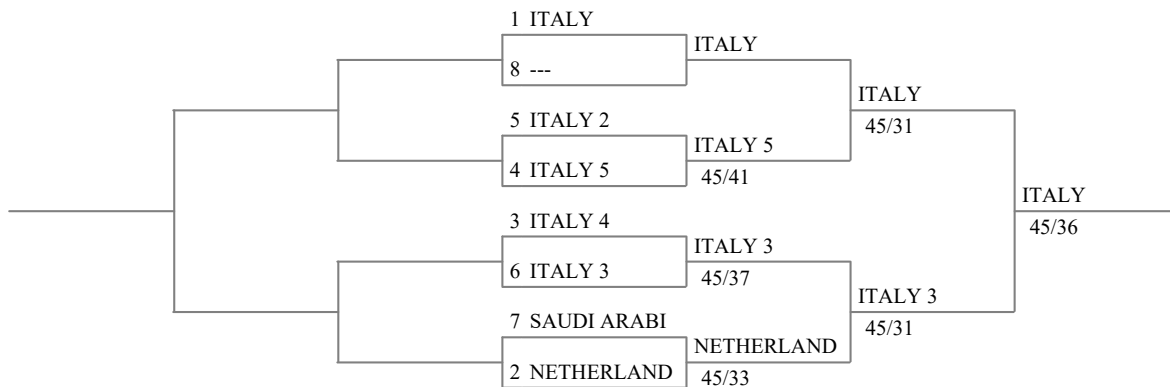 1 ITALY
8 ---
5 ITALY 2
4 ITALY 5
3 ITALY 4
6 ITALY 3
7 SAUDI ARABI
2 NETHERLAND
ITALY
ITALY 5
45/41
ITALY 3
45/37
NETHERLAND
45/33
ITALY
45/31
ITALY 3
45/31
ITALY
45/36